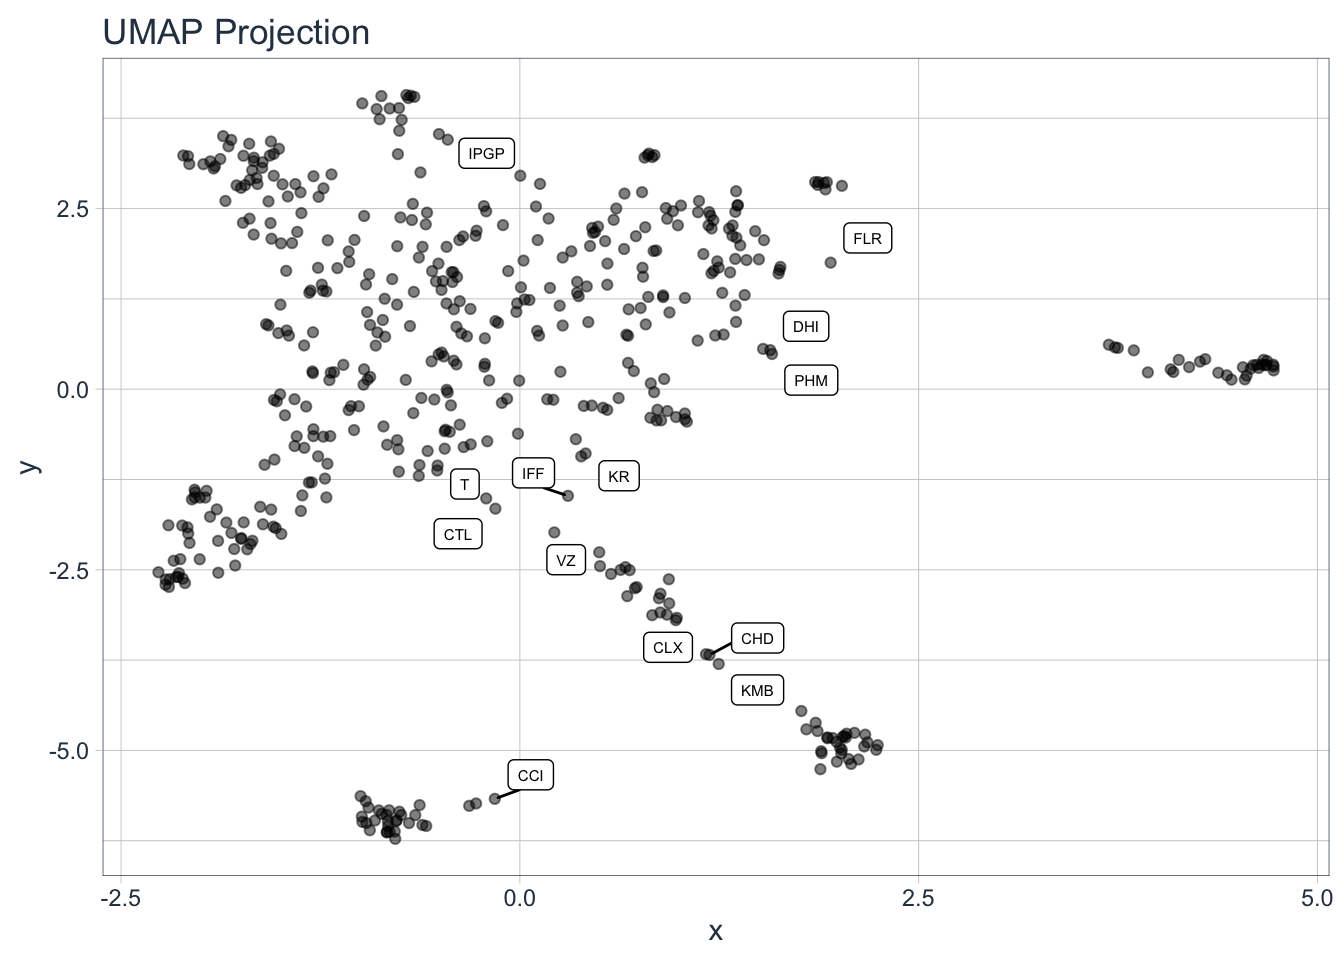 UMAP Projection
IPGP
FLR
DHI
PHM
T
IFF
KR
CTL
VZ
CLX
CHD
KMB
CCI
2.5
0.0
-2.5
-5.0
y
-2.5 0.0 2.5 5.0
x